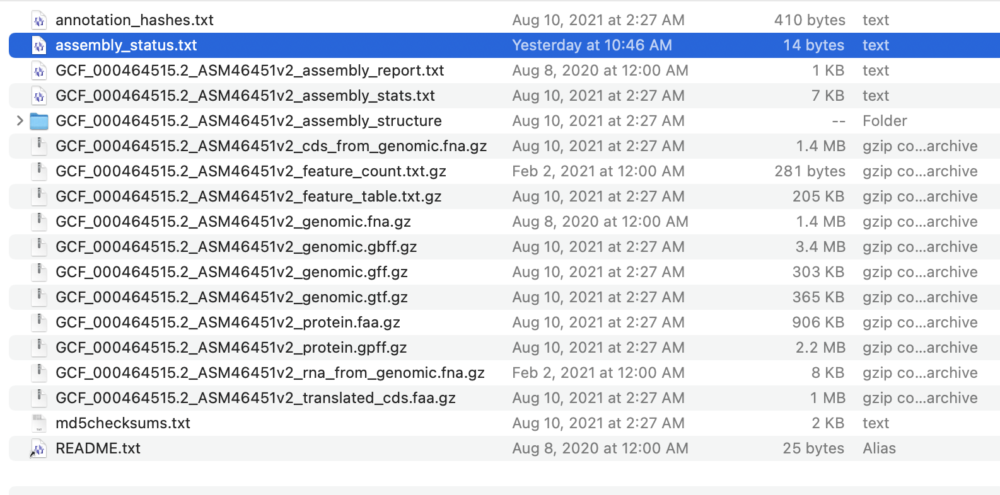 annotation_hashes.txt Aug 10, 2021 at 2:27 AM 410 bytes text
assembly_status.txt Yesterday at 10:46 AM 14 bytes text
GCF_000464515.2_ASM46451v2_assembly_report.txt Aug 8, 2020 at 12:00 AM 1 KB text
GCF_000464515.2_ASM46451v2_assembly_stats.txt Aug 10, 2021 at 2:27 AM 7 KB text
GCF_000464515.2_ASM46451v2_assembly_structure Aug 10, 2021 at 2:27 AM -- Folder
GCF_000464515.2_ASM46451v2_cds_from_genomic.fna.gz Aug 10, 2021 at 2:27 AM 1.4 MB gzip co...archive
GCF_000464515.2_ASM46451v2_feature_count.txt.gz Feb 2, 2021 at 12:00 AM 281 bytes gzip co...archive
GCF_000464515.2_ASM46451v2_feature_table.txt.gz Aug 10, 2021 at 2:27 AM 205 KB gzip co...archive
GCF_000464515.2_ASM46451v2_genomic.fna.gz Aug 8, 2020 at 12:00 AM 1.4 MB gzip co...archive
GCF_000464515.2_ASM46451v2_genomic.gbff.gz Aug 10, 2021 at 2:27 AM 3.4 MB gzip co...archive
GCF_000464515.2_ASM46451v2_genomic.gff.gz Aug 10, 2021 at 2:27 AM 303 KB gzip co...archive
GCF_000464515.2_ASM46451v2_genomic.gtf.gz Aug 10, 2021 at 2:27 AM 365 KB gzip co...archive
GCF_000464515.2_ASM46451v2_protein.faa.gz Aug 10, 2021 at 2:27 AM 906 KB gzip co...archive
GCF_000464515.2_ASM46451v2_protein.gpff.gz Aug 10, 2021 at 2:27 AM 2.2 MB gzip co...archive
GCF_000464515.2_ASM46451v2_rna_from_genomic.fna.gz Feb 2, 2021 at 12:00 AM 8 KB gzip co...archive
GCF_000464515.2_ASM46451v2_translated_cds.faa.gz Aug 10, 2021 at 2:27 AM 1 MB gzip co...archive
md5checksums.txt Aug 10, 2021 at 2:27 AM 2 KB text
README.txt Aug 8, 2020 at 12:00 AM 25 bytes Alias